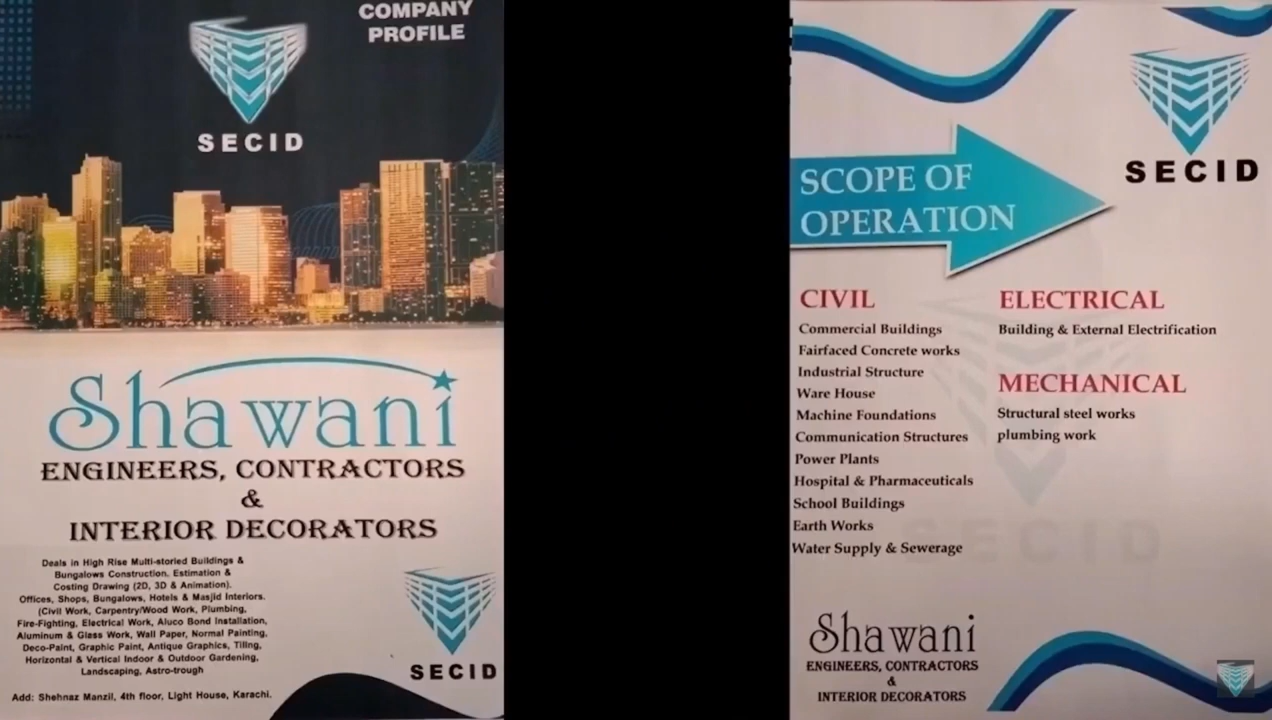 COMPANY
PROFILE
SECID
Shawani
ENGINEERS, CONTRACTORS
&
INTERIOR DECORATORS
Deals in High Rise Multi-storied Buildings &
Bungalows Construction. Estimation &
Costing Drawing (2D, 3D & Animation).
Offices, Shops, Bungalows, Hotels & Masjid Interiors.
(Civil Work, Carpentry/Wood Work, Plumbing,
Fire-Fighting, Electrical Work, Aluco Bond Installation,
Aluminum & Glass Work, Wall Paper, Normal Painting,
Deco-Paint, Graphic Paint, Antique Graphics, Tiling,
Horizontal & Vertical Indoor & Outdoor Gardening,
Landscaping, Astro-trough
SECID
Add: Shehnaz Manzil, 4th floor, Light House, Karachi.
SECID
SCOPE OF
OPERATION
CIVIL
Commercial Buildings
Fairfaced Concrete works
Industrial Structure
Ware House
Machine Foundations
Communication Structures
Power Plants
Hospital & Pharmaceuticals
School Buildings
Earth Works
Water Supply & Sewerage
ELECTRICAL
Building & External Electrification
MECHANICAL
Structural steel works
plumbing work
SECID
Shawani
ENGINEERS, CONTRACTORS
&
INTERIOR DECORATORS